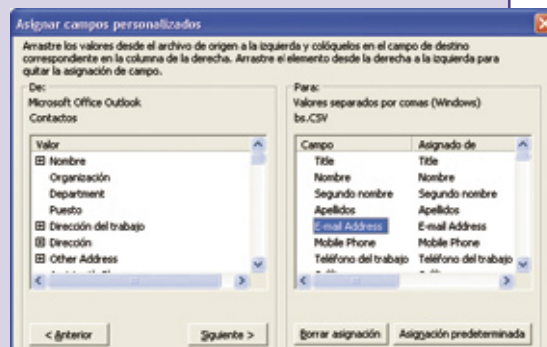 Asignar campos personalizados
Arrastre los valores desde el archivo de origen a la izquierda y colóquelos en el campo de destino
correspondiente en la columna de la derecha. Arrastre el elemento desde la derecha a la izquierda para
quitar la asignación de campo.
De:
Microsoft Office Outlook
Contactos
Valor
Nombre
Organización
Department
Puesto
Dirección del trabajo
Dirección
Other Address
Para:
Valores separados por comas (Windows)
bs.CSV
Campo Asignado de
Title Title
Nombre Nombre
Segundo nombre Segundo nombre
Apellidos Apellidos
E-mail Address E-mail Address
Mobile Phone Mobile Phone
Teléfono del trabajo Teléfono del trabajo
< Anterior
Siguiente >
Borrar asignación
Asignación predeterminada